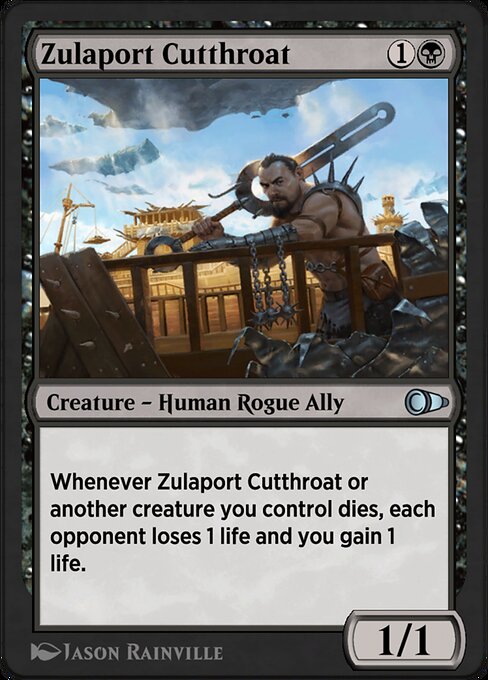 Zulaport Cutthroat 1
Creature – Human Rogue Ally
Whenever Zulaport Cutthroat or
another creature you control dies, each
opponent loses 1 life and you gain 1
life.
1/1
Jason Rainville